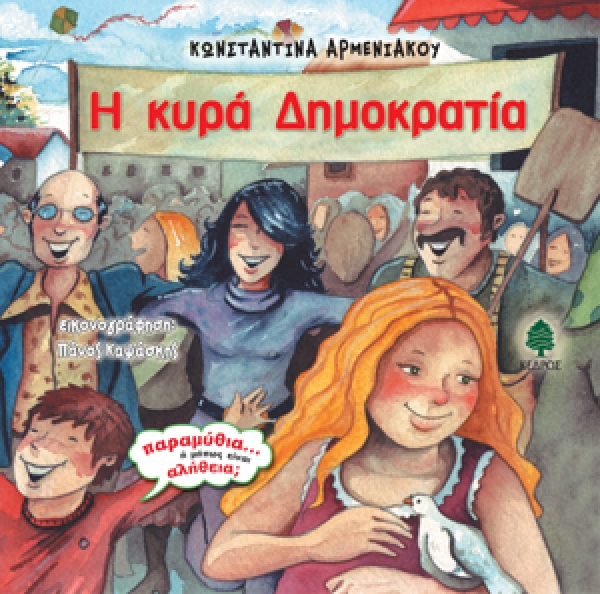 ΚΩΝΣΤΑΝΤΙΝΑ ΑΡΜΕΝΙΑΚΟΥ
Η κυρά Δημοκρατία
εικονογράφηση:
Πάνος Καψάσκης
ΚΕΔΡΟΣ
παραμύθια...
ή μήπως είναι
αλήθεια;